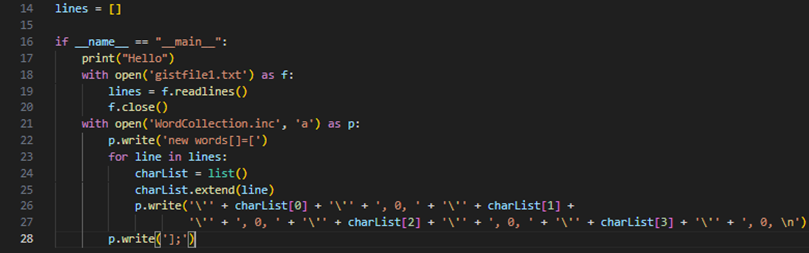 14 lines = []
15
16 if __name__ == "__main__":
17     print("Hello")
18     with open('gistfile1.txt') as f:
19         lines = f.readlines()
20         f.close()
21     with open('WordCollection.inc', 'a') as p:
22         p.write('new words[]=[')
23         for line in lines:
24             charList = list()
25             charList.extend(line)
26             p.write('\'' + charList[0] + '\'' + ', 0, ' + '\'' + charList[1] +
27                     '\'' + ', 0, ' + '\'' + charList[2] + '\'' + ', 0, ' + '\'' + charList[3] + '\'' + ', 0, \n')
28         p.write('];')